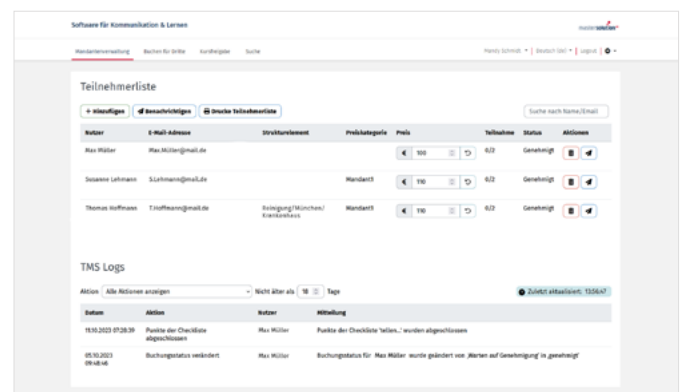 Software für Kommunikation & Lernen
mastersolution
Mandantenverwaltung Buchen für Dritte Kursfreigabe Suche
Mandy Schmidt Deutsch (de) Logout
Teilnehmerliste
+ Hinzufügen Benachrichtigen Drucke Teilnehmerliste Suche nach Name/Email
Nutzer E-Mail-Adresse Strukturelement Preiskategorie Preis Teilnahme Status Aktionen
Max Müller Max.Müller@mail.de € 100 0/2 Genehmigt
Susanne Lehmann S.Lehmann@mail.de Mandant5 € 110 0/2 Genehmigt
Thomas Hoffmann T.Hoffmann@mail.de Reinigung/München/ Mandant5 € 110 0/2 Genehmigt
Krankenhaus
TMS Logs
Aktion Alle Aktionen anzeigen Nicht älter als 18 Tage Zuletzt aktualisiert: 13:56:47
Datum Aktion Nutzer Mitteilung
11.10.2023 07:28:39 Punkte der Checkliste Max Müller Punkte der Checkliste 'teilen...' wurden abgeschlossen
abgeschlossen
05.10.2023 Buchungsstatus verändert Max Müller Buchungsstatus für Max Müller wurde geändert von 'Warten auf Genehmigung' in 'genehmigt'
09:48:46